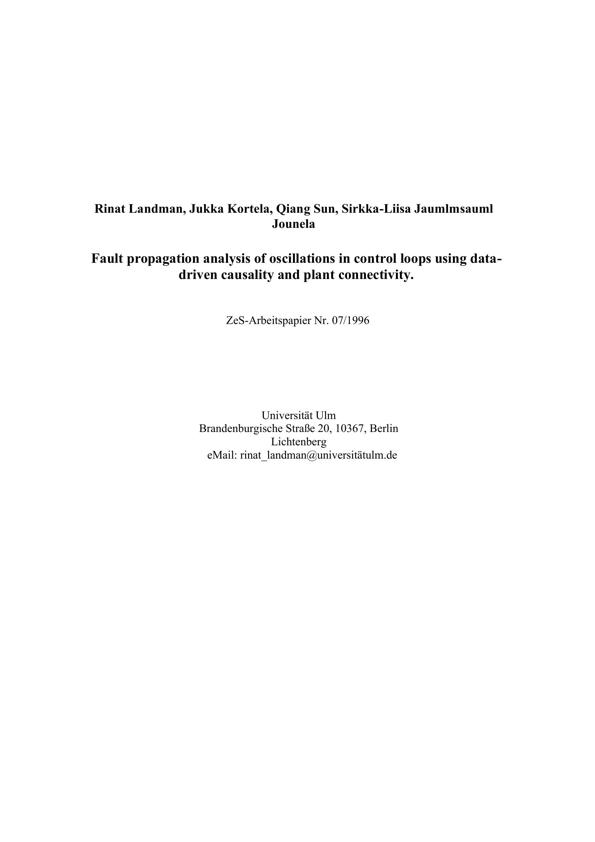 Rinat Landman, Jukka Kortela, Qiang Sun, Sirkka-Liisa Jaumlmsauml
Jounela
Fault propagation analysis of oscillations in control loops using data-
driven causality and plant connectivity.
ZeS-Arbeitspapier Nr. 07/1996
Universität Ulm
Brandenburgische Straße 20, 10367, Berlin
Lichtenberg
eMail: rinat_landman@universitätulm.de